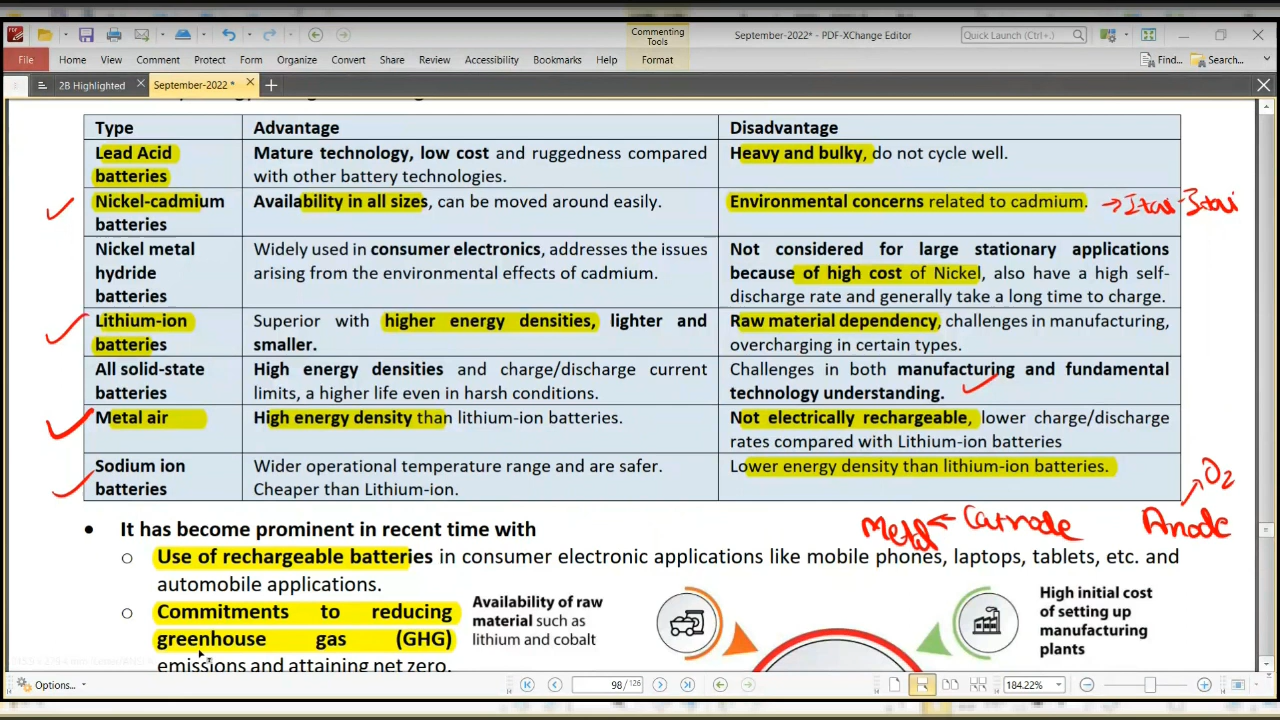 Commenting Tools
September-2022* - PDF-XChange Editor
Quick Launch (Ctrl+.)
File Home View Comment Protect Form Organize Convert Share Review Accessibility Bookmarks Help Format Find... Search...
2B Highlighted × September-2022 * ×
Type Advantage Disadvantage
Lead Acid batteries
Mature technology, low cost and ruggedness compared
with other battery technologies.
Heavy and bulky, do not cycle well.
Nickel-cadmium
batteries
Availability in all sizes, can be moved around easily.
Environmental concerns related to cadmium. → Itai-Itai
Nickel metal
hydride
batteries
Widely used in consumer electronics, addresses the issues
arising from the environmental effects of cadmium.
Not considered for large stationary applications
because of high cost of Nickel, also have a high self-
discharge rate and generally take a long time to charge.
Lithium-ion
batteries
Superior with higher energy densities, lighter and
smaller.
Raw material dependency, challenges in manufacturing,
overcharging in certain types.
All solid-state
batteries
High energy densities and charge/discharge current
limits, a higher life even in harsh conditions.
Challenges in both manufacturing and fundamental
technology understanding.
Metal air
High energy density than lithium-ion batteries.
Not electrically rechargeable, lower charge/discharge
rates compared with Lithium-ion batteries
Sodium ion
batteries
Wider operational temperature range and are safer.
Cheaper than Lithium-ion.
Lower energy density than lithium-ion batteries.
O2
Metal ← Cathode Anode
• It has become prominent in recent time with
o Use of rechargeable batteries in consumer electronic applications like mobile phones, laptops, tablets, etc. and
automobile applications.
o Commitments to reducing
greenhouse gas (GHG)
emissions and attaining net zero.
Availability of raw
material such as
lithium and cobalt
High initial cost
of setting up
manufacturing
plants
Options... 98 / 126 184.22%